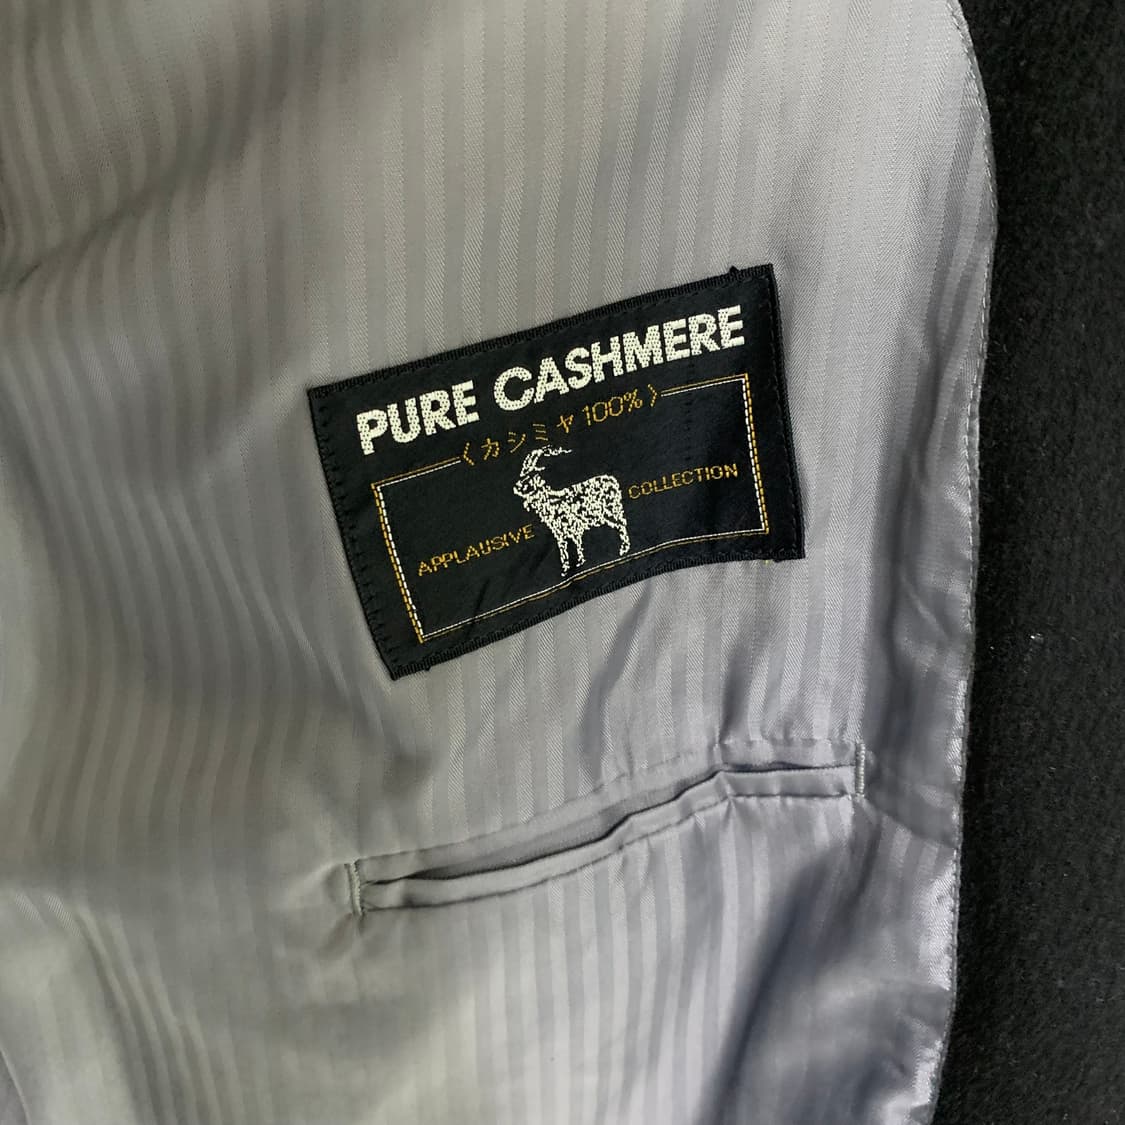 PURE CASHMERE
〈カシミヤ100%〉
APPLAUSIVE COLLECTION